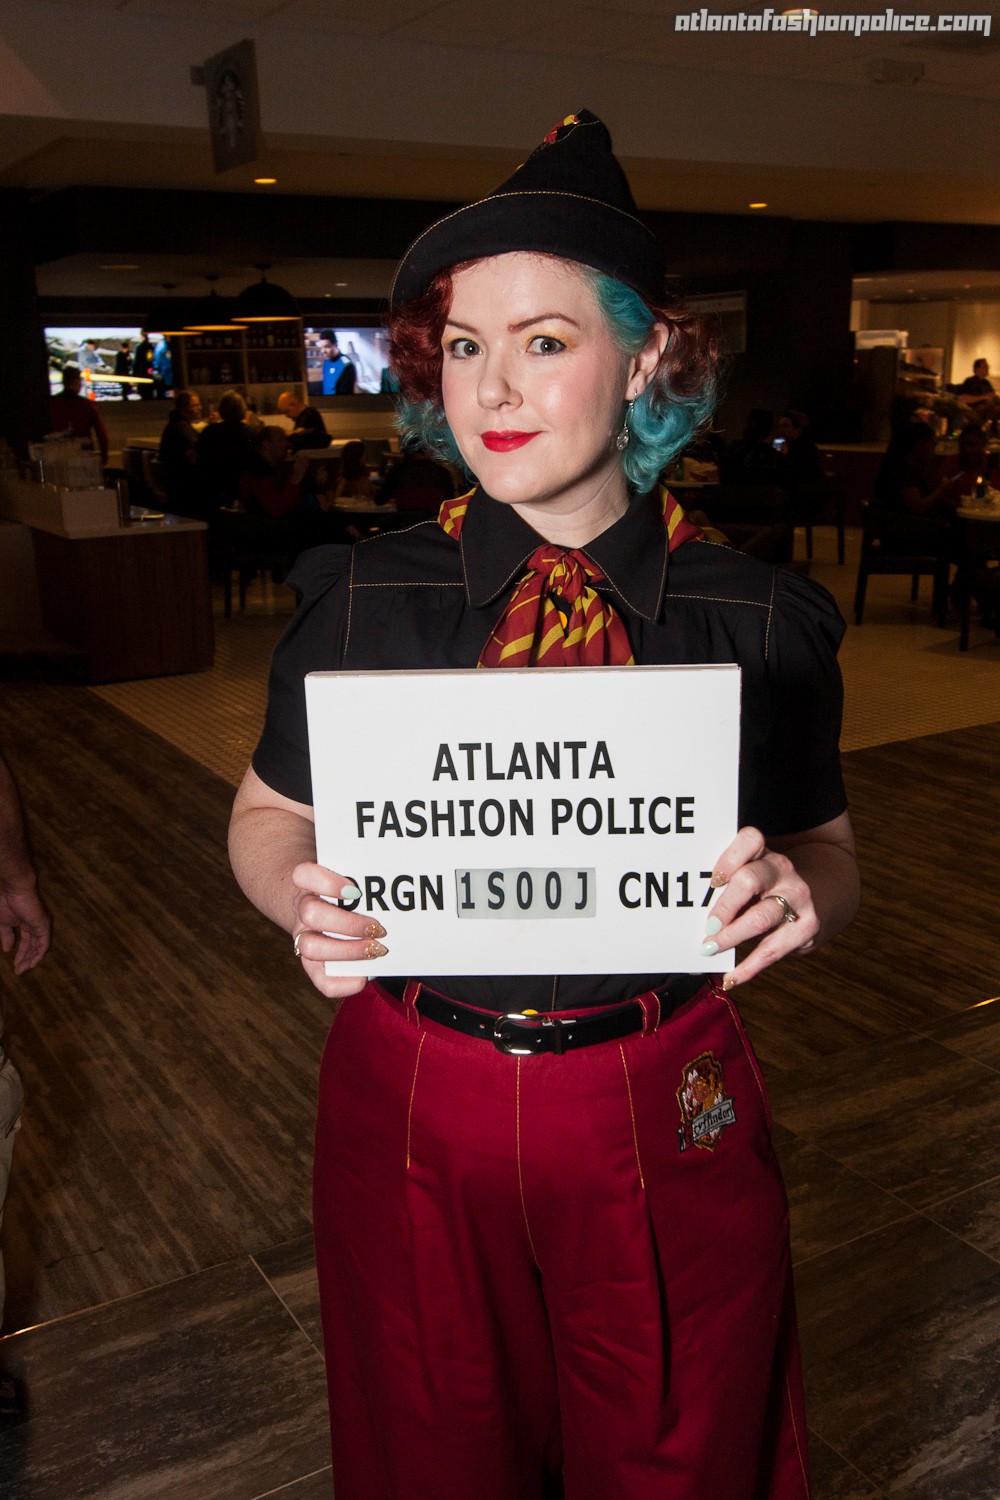 atlantafashionpolice.com
ATLANTA
FASHION POLICE
DRGN 1S00J CN17